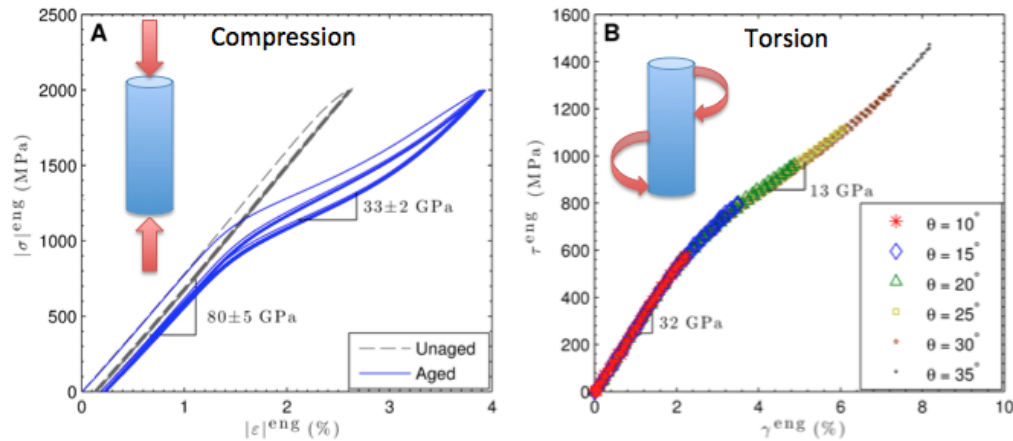 A
Compression
|σ|^eng (MPa)
2500
2000
1500
1000
500
0
33±2 GPa
80±5 GPa
Unaged
Aged
0 1 2 3 4
|ε|^eng (%)
B
Torsion
τ^eng (MPa)
1600
1400
1200
1000
800
600
400
200
0
13 GPa
32 GPa
θ = 10°
θ = 15°
θ = 20°
θ = 25°
θ = 30°
θ = 35°
0 2 4 6 8 10
γ^eng (%)